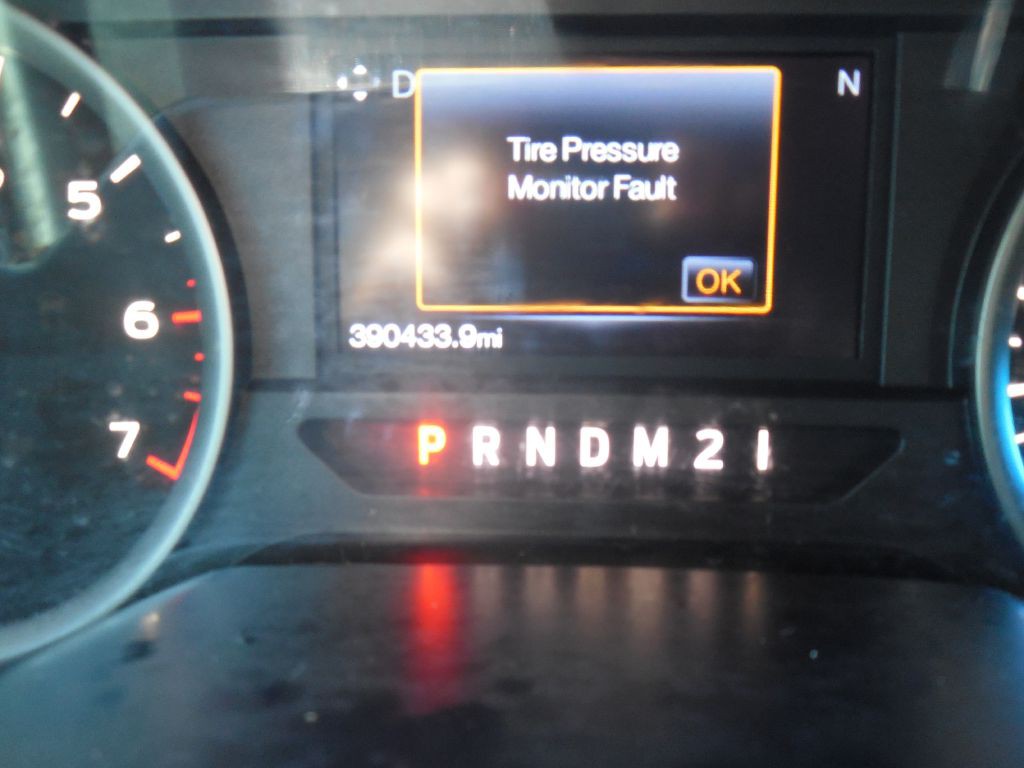 D
N
5
Tire Pressure
Monitor Fault
OK
6
390433.9mi
7
P R N D M 2 1